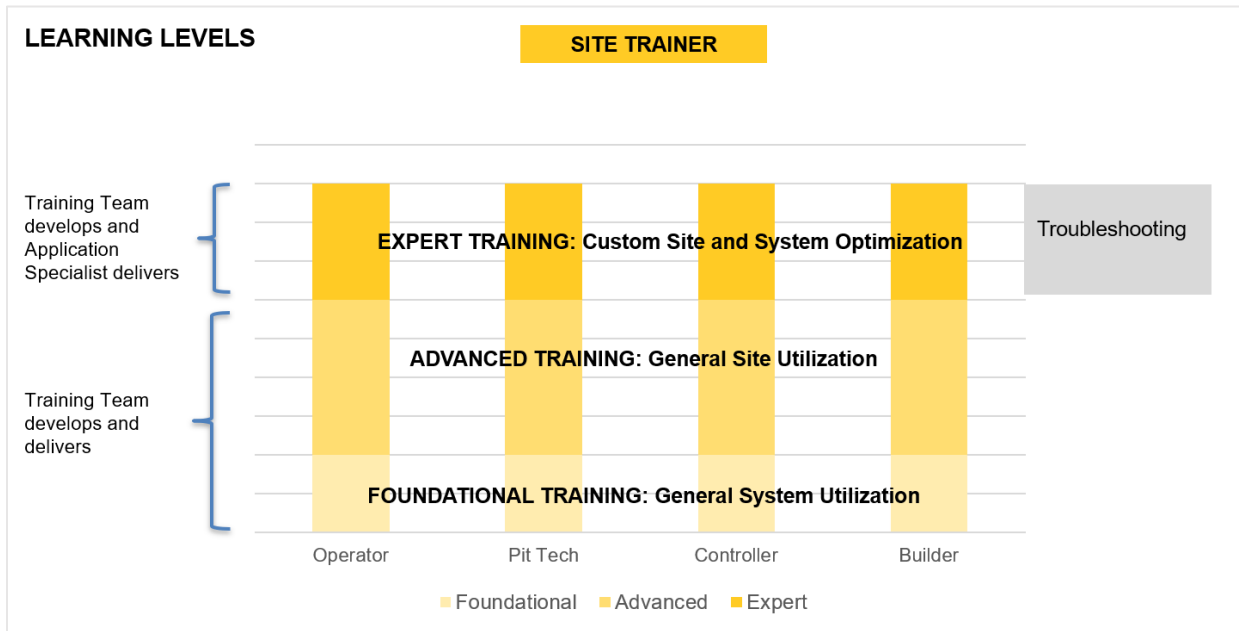 LEARNING LEVELS
SITE TRAINER
Training Team
develops and
Application
Specialist delivers
EXPERT TRAINING: Custom Site and System Optimization
Troubleshooting
ADVANCED TRAINING: General Site Utilization
Training Team
develops and
delivers
FOUNDATIONAL TRAINING: General System Utilization
Operator
Pit Tech
Controller
Builder
Foundational
Advanced
Expert